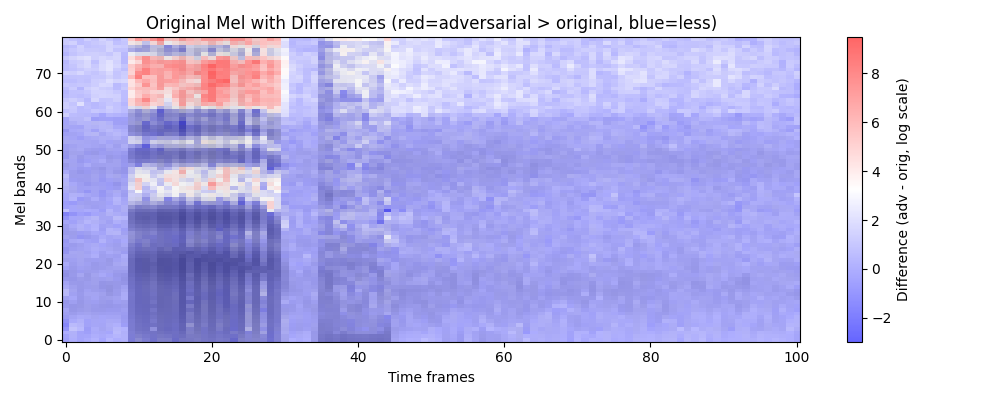 Original Mel with Differences (red=adversarial > original, blue=less)
Mel bands
70
60
50
40
30
20
10
0
0 20 40 60 80 100
Time frames
8
6
4
2
0
−2
Difference (adv - orig, log scale)